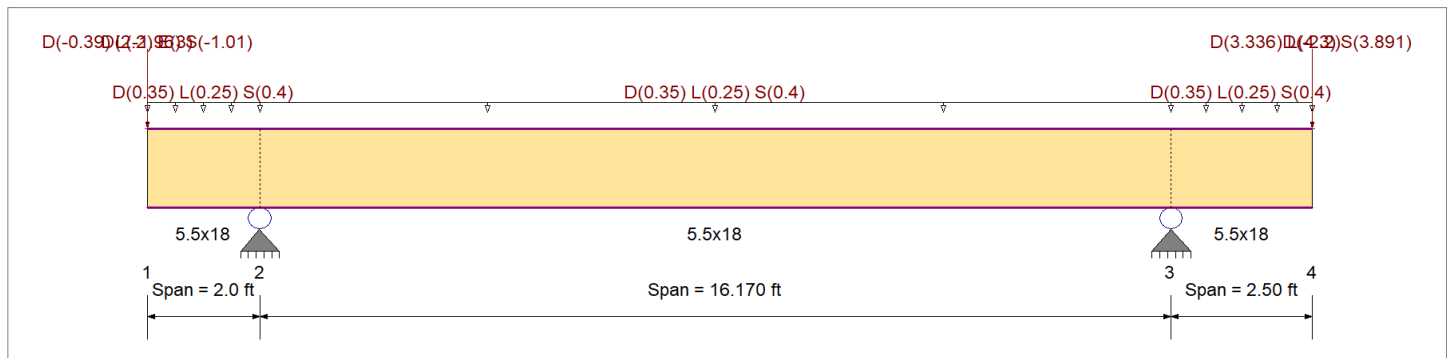 S(-1.01)
D(3.336) S(3.891)
D(0.35) L(0.25) S(0.4) D(0.35) L(0.25) S(0.4) D(0.35) L(0.25) S(0.4)
5.5x18 5.5x18 5.5x18
1 2 3 4
Span = 2.0 ft Span = 16.170 ft Span = 2.50 ft